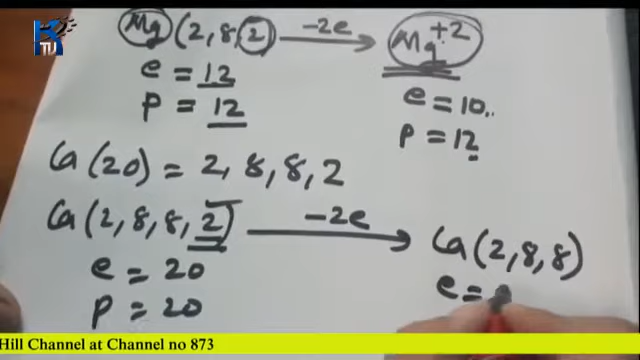 Mg (2, 8, 2) -2e Mg+2
e = 12
p = 12
e = 10..
p = 12
Ca (20) = 2, 8, 8, 2
Ca (2, 8, 8, 2) -2e Ca (2, 8, 8)
e = 20
p = 20
e =
Hill Channel at Channel no 873